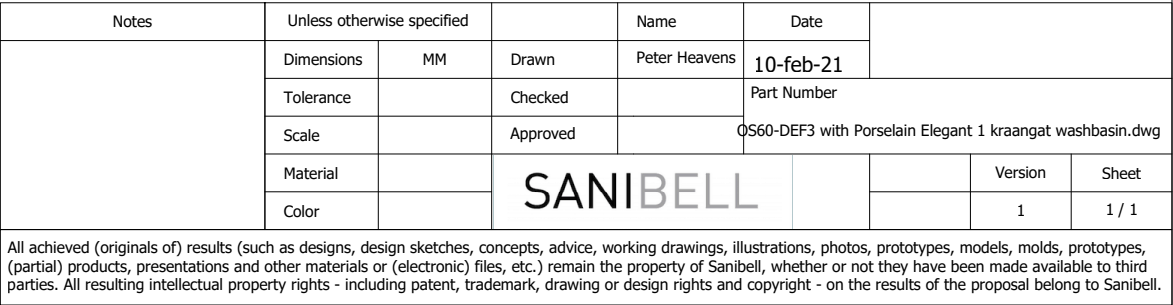 Notes
Unless otherwise specified
Name
Date
Dimensions
MM
Drawn
Peter Heavens
10-feb-21
Tolerance
Checked
Part Number
Scale
Approved
OS60-DEF3 with Porselain Elegant 1 kraangat washbasin.dwg
Material
SANIBELL
Version
Sheet
Color
1
1 / 1
All achieved (originals of) results (such as designs, design sketches, concepts, advice, working drawings, illustrations, photos, prototypes, models, molds, prototypes,
(partial) products, presentations and other materials or (electronic) files, etc.) remain the property of Sanibell, whether or not they have been made available to third
parties. All resulting intellectual property rights - including patent, trademark, drawing or design rights and copyright - on the results of the proposal belong to Sanibell.